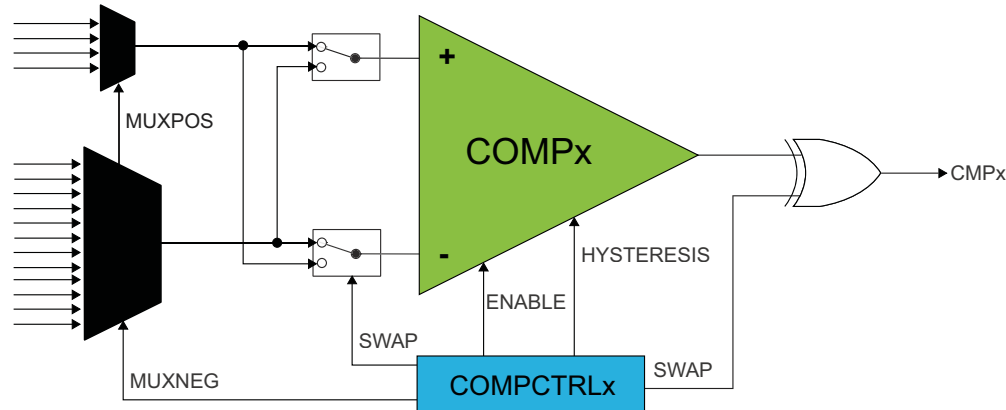 +
MUXPOS
COMPx
CMPx
-
HYSTERESIS
ENABLE
SWAP
SWAP
MUXNEG
COMPCTRLx